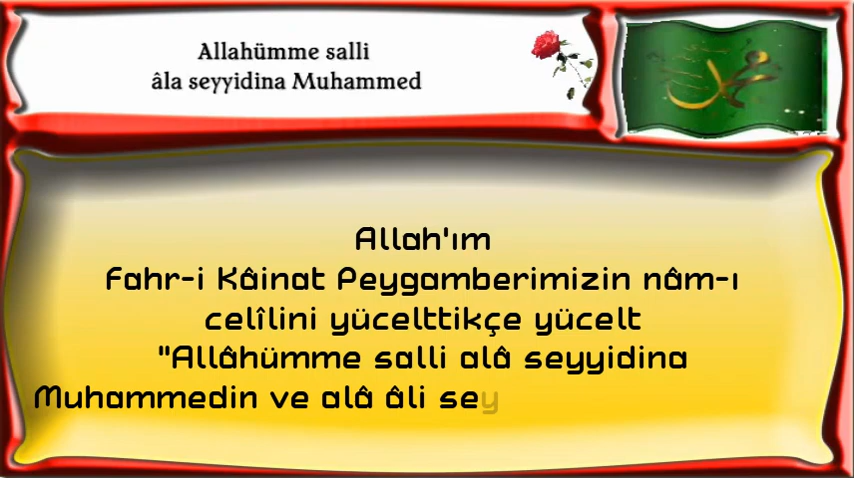 Allahümme salli
âla seyyidina Muhammed
محمد
Allah'ım
Fahr-i Kâinat Peygamberimizin nâm-ı
celîlini yücelttikçe yücelt
"Allâhümme salli alâ seyyidina
Muhammedin ve alâ âli sey